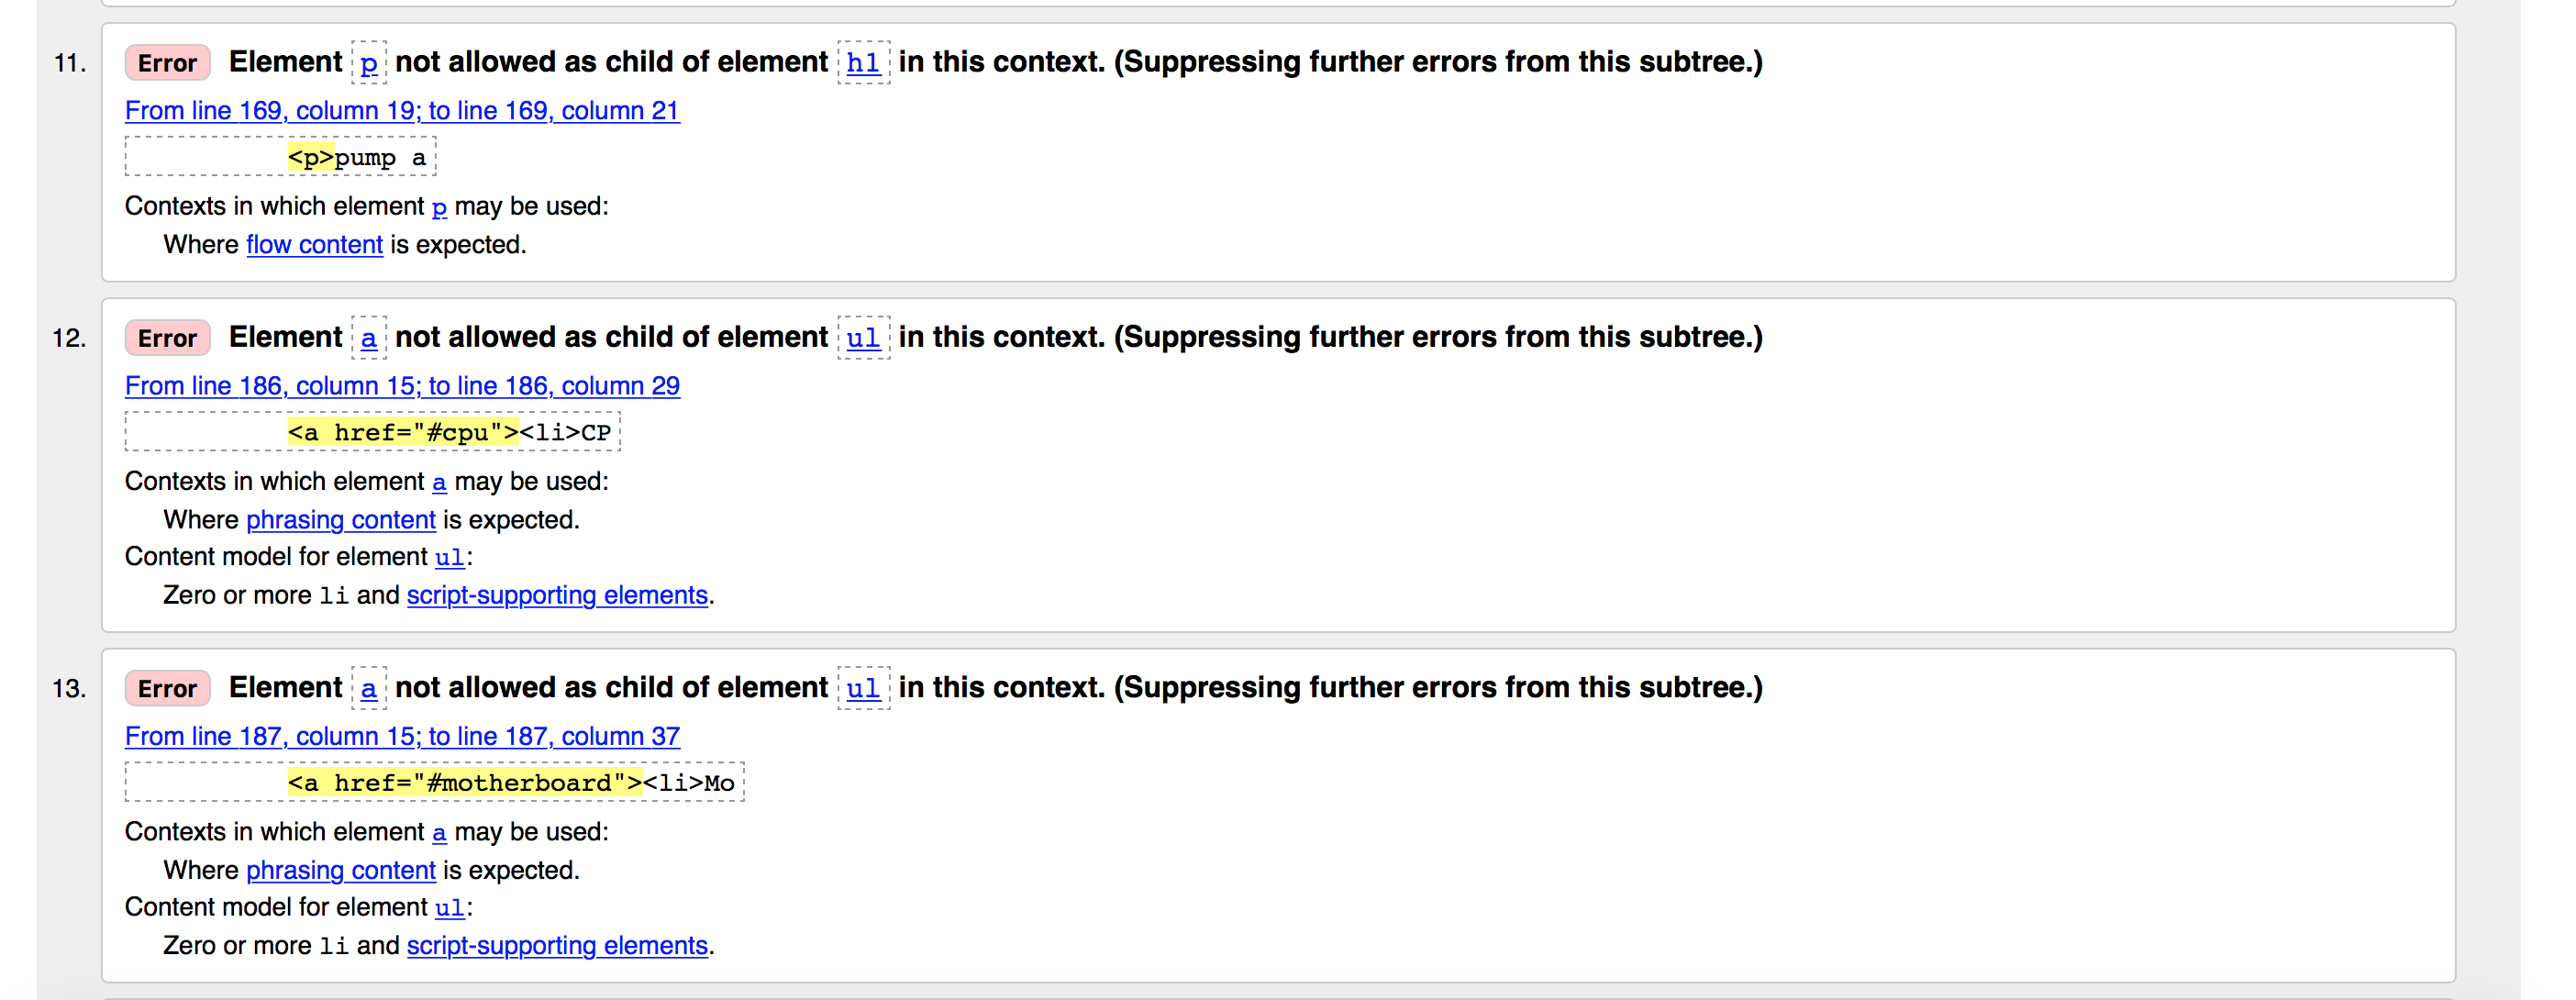 11. Error Element p not allowed as child of element h1 in this context. (Suppressing further errors from this subtree.)
From line 169, column 19; to line 169, column 21
<p>pump a
Contexts in which element p may be used:
Where flow content is expected.
12. Error Element a not allowed as child of element ul in this context. (Suppressing further errors from this subtree.)
From line 186, column 15; to line 186, column 29
<a href="#cpu"><li>CP
Contexts in which element a may be used:
Where phrasing content is expected.
Content model for element ul:
Zero or more li and script-supporting elements.
13. Error Element a not allowed as child of element ul in this context. (Suppressing further errors from this subtree.)
From line 187, column 15; to line 187, column 37
<a href="#motherboard"><li>Mo
Contexts in which element a may be used:
Where phrasing content is expected.
Content model for element ul:
Zero or more li and script-supporting elements.